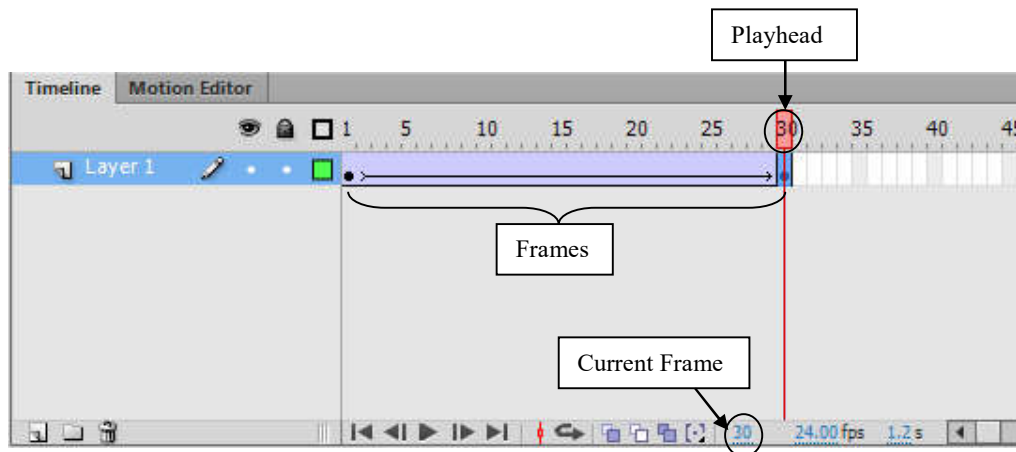 Playhead
Timeline Motion Editor
1 5 10 15 20 25 30 35 40 45
Layer 1
Frames
Current Frame
30 24.00 fps 1.2 s